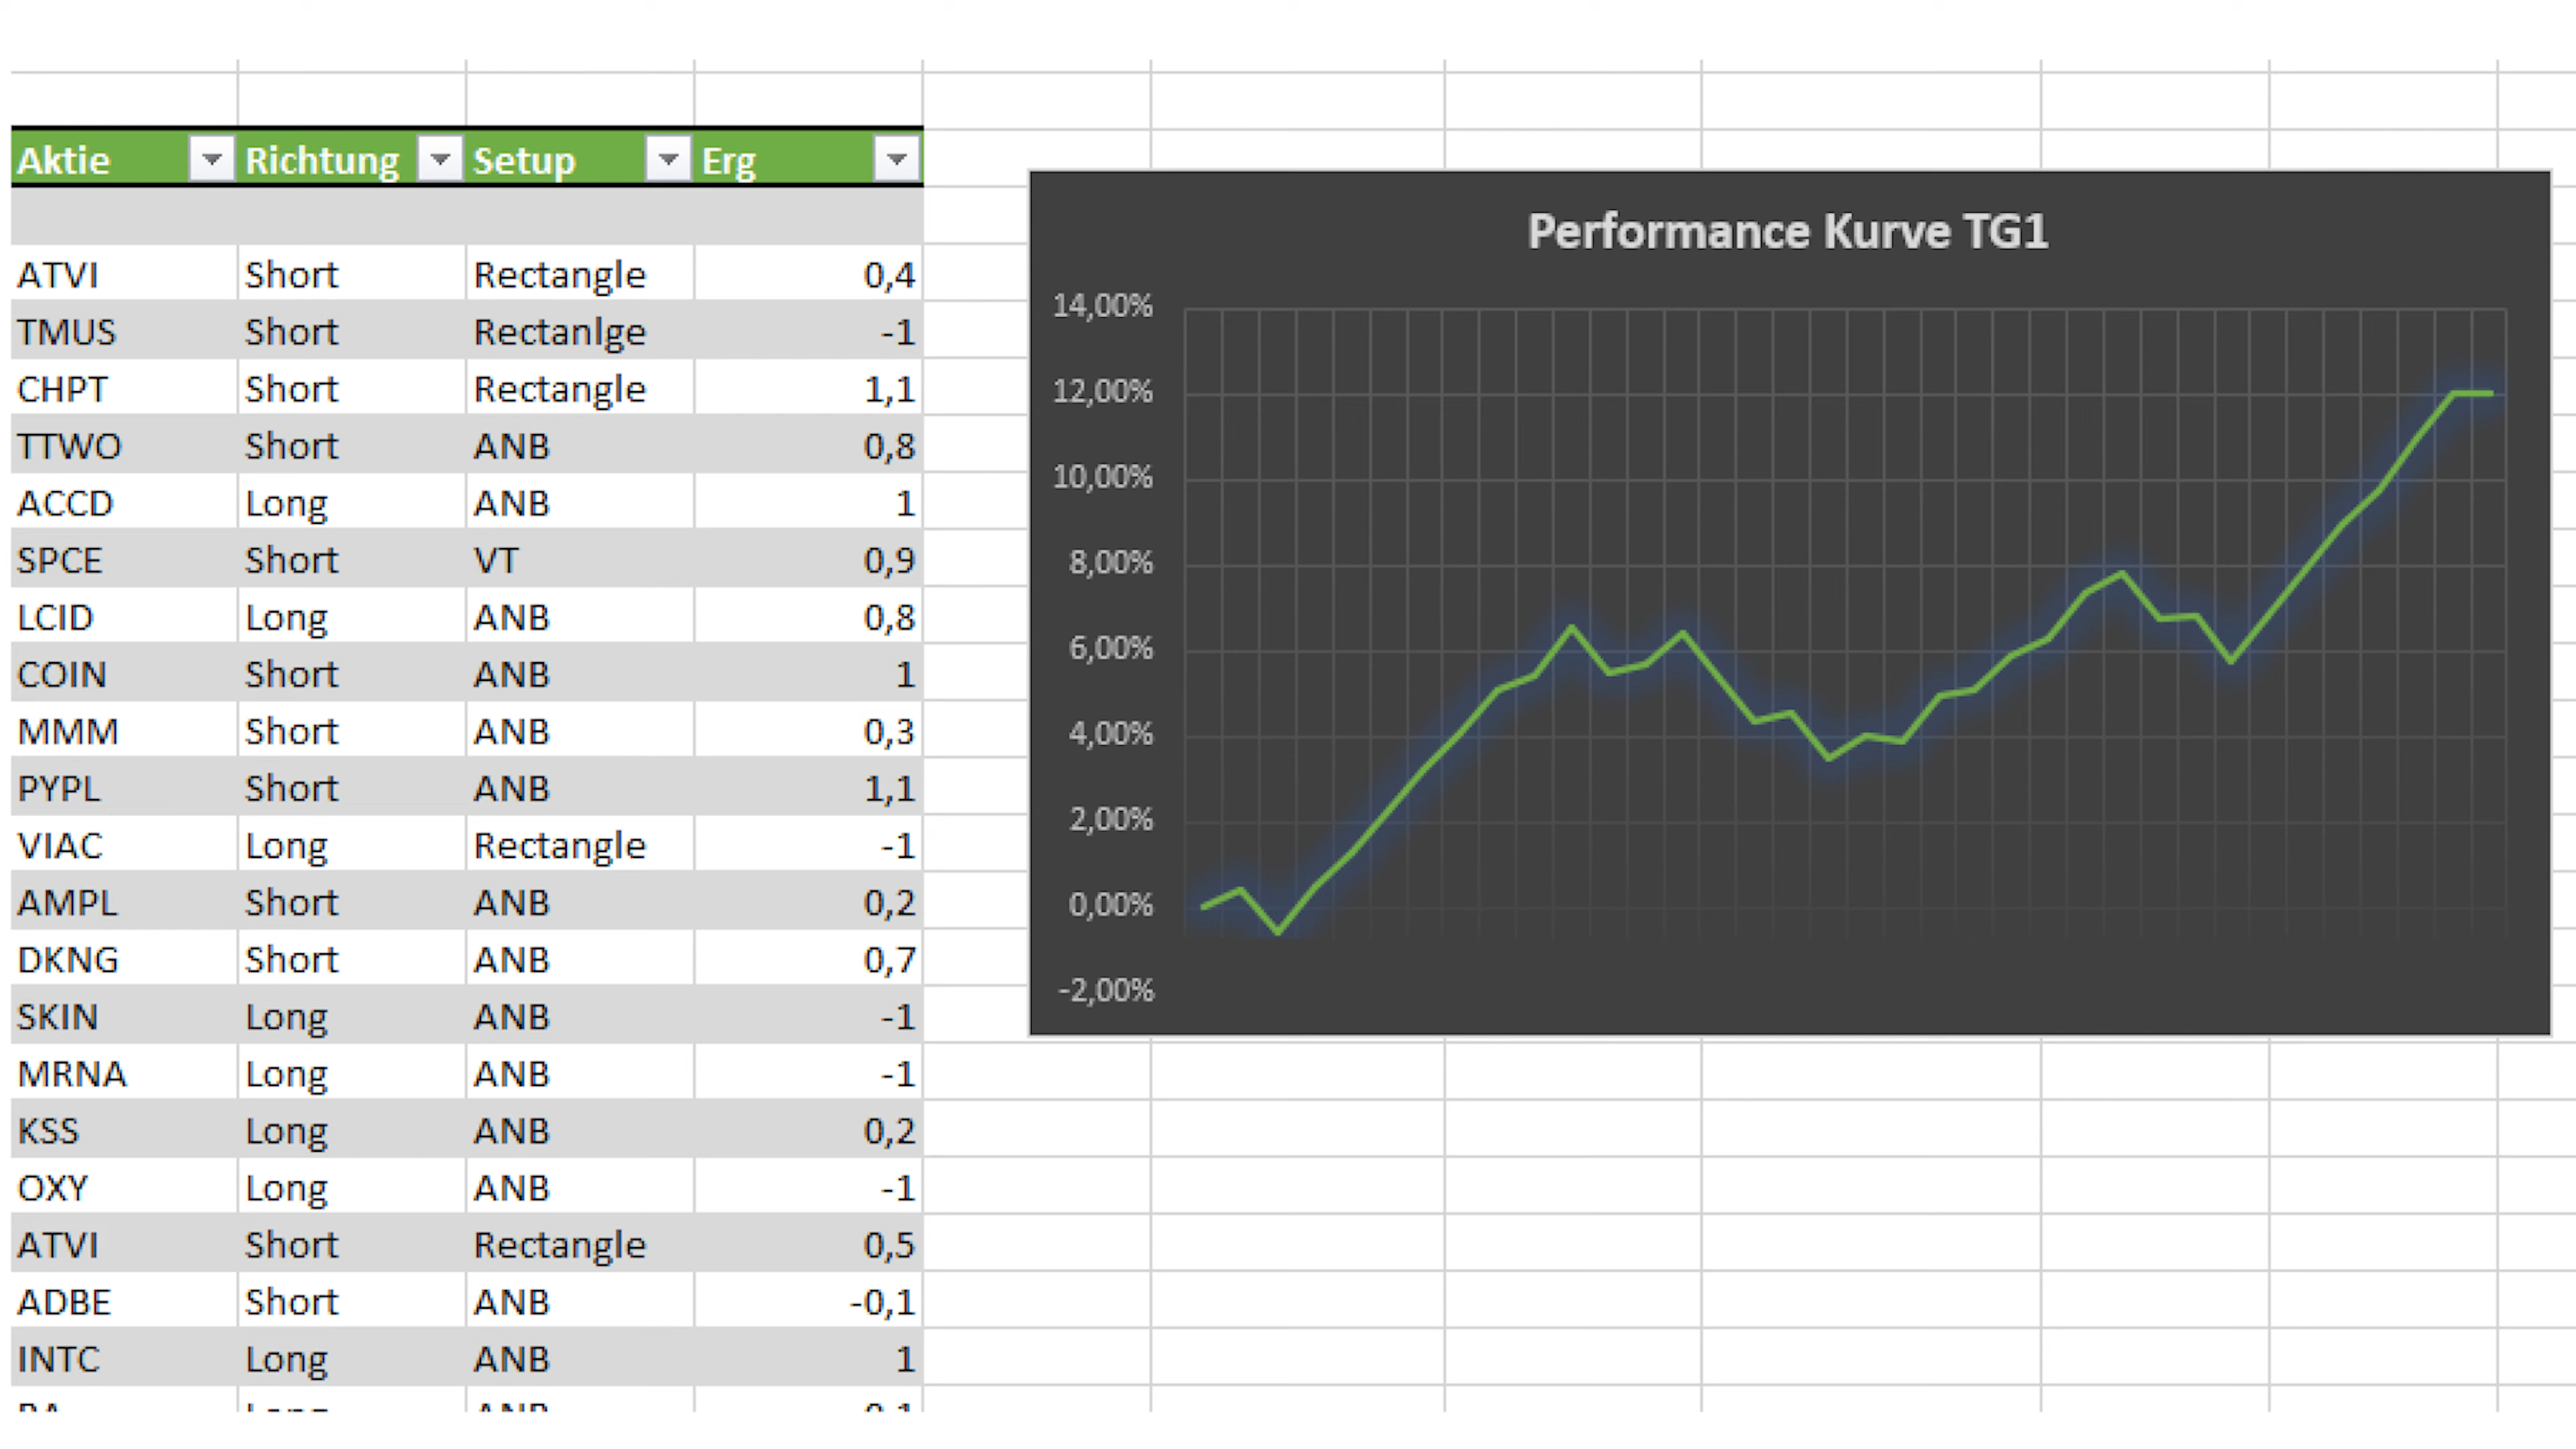 Aktie Richtung Setup Erg
ATVI Short Rectangle 0,4
TMUS Short Rectanlge -1
CHPT Short Rectangle 1,1
TTWO Short ANB 0,8
ACCD Long ANB 1
SPCE Short VT 0,9
LCID Long ANB 0,8
COIN Short ANB 1
MMM Short ANB 0,3
PYPL Short ANB 1,1
VIAC Long Rectangle -1
AMPL Short ANB 0,2
DKNG Short ANB 0,7
SKIN Long ANB -1
MRNA Long ANB -1
KSS Long ANB 0,2
OXY Long ANB -1
ATVI Short Rectangle 0,5
ADBE Short ANB -0,1
INTC Long ANB 1
Performance Kurve TG1
14,00%
12,00%
10,00%
8,00%
6,00%
4,00%
2,00%
0,00%
-2,00%